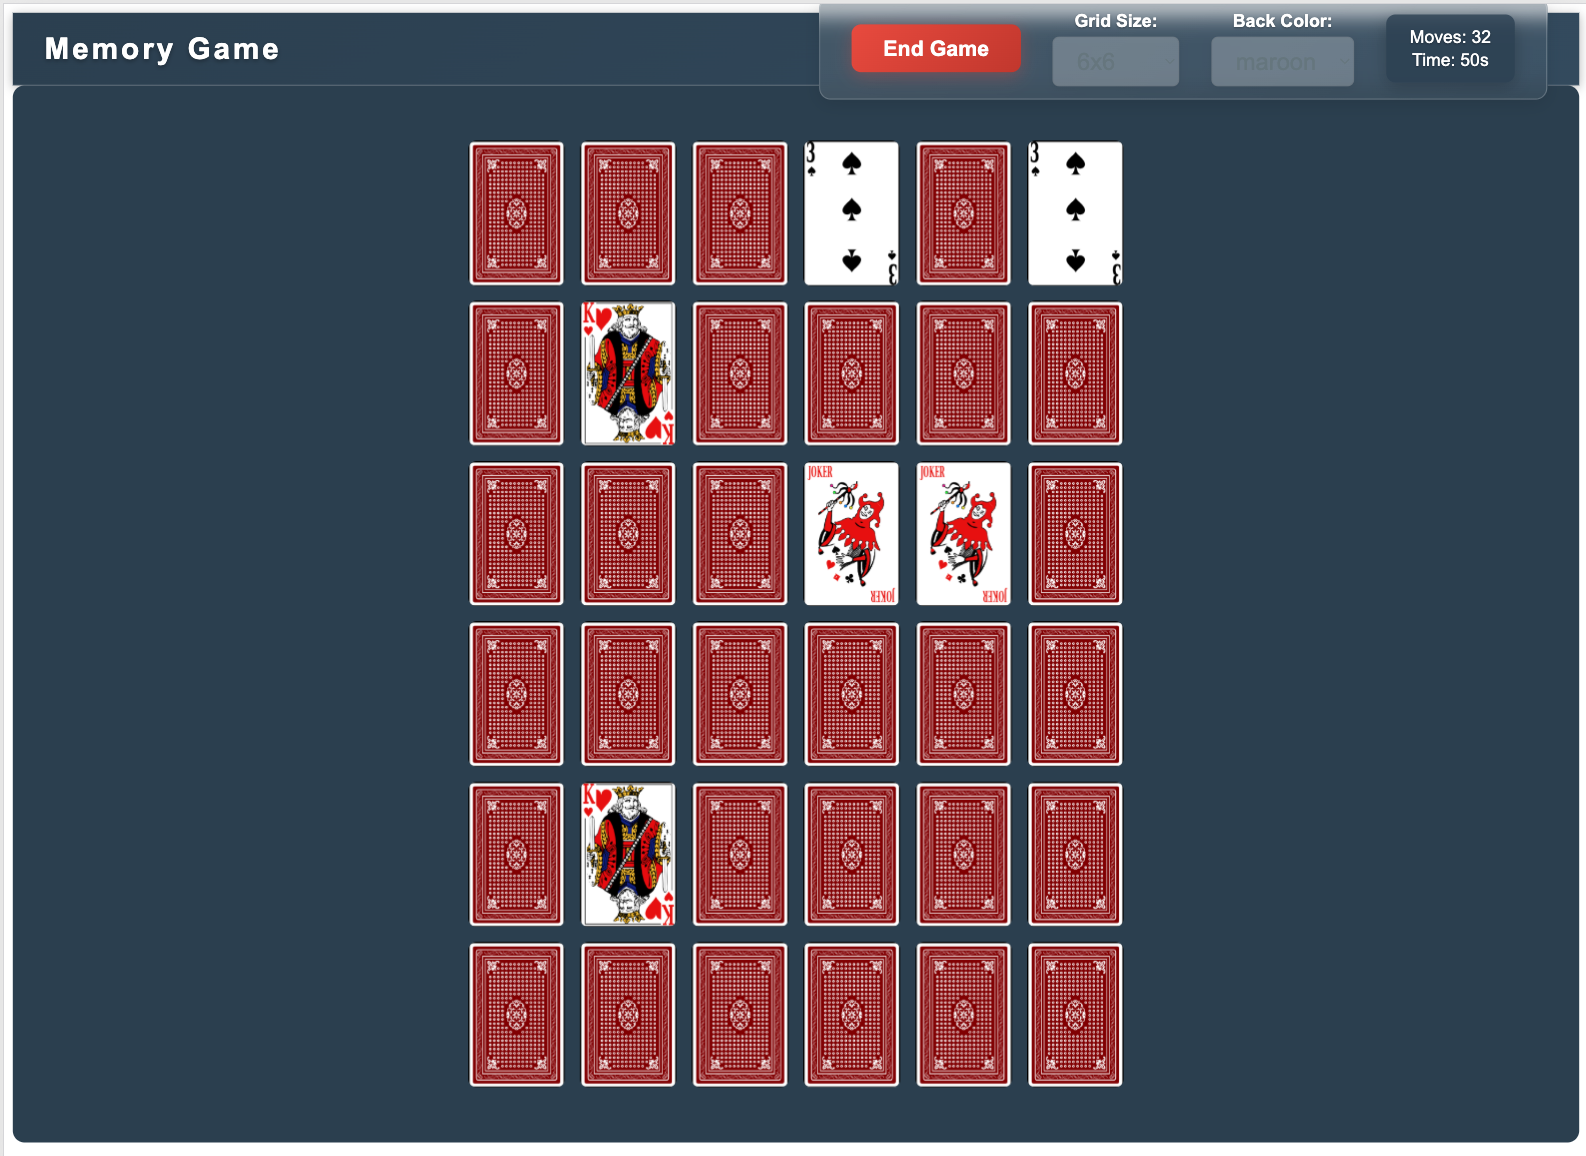 Memory Game
End Game
Grid Size:
6x6
Back Color:
maroon
Moves: 32
Time: 50s
3
3
3
3
K
K
JOKER
JOKER
JOKER
JOKER
K
K